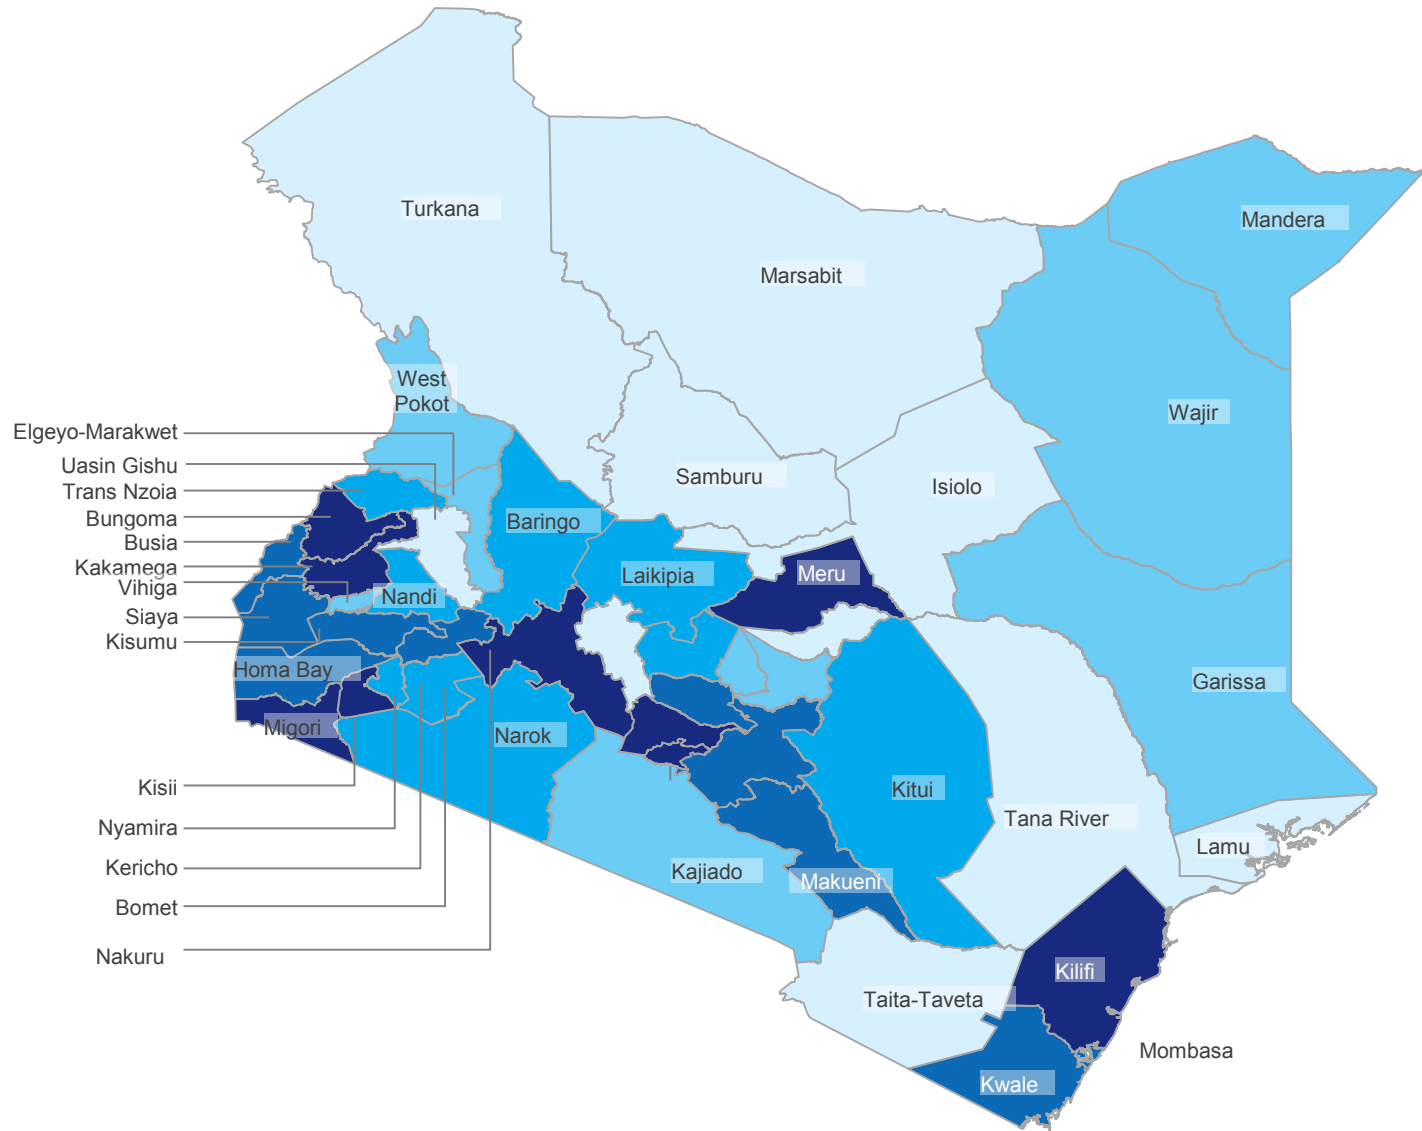 Turkana
Mandera
Marsabit
West
Pokot
Wajir
Elgeyo-Marakwet
Uasin Gishu
Samburu
Isiolo
Trans Nzoia
Bungoma
Baringo
Busia
Kakamega
Laikipia
Meru
Vihiga
Nandi
Siaya
Kisumu
Homa Bay
Garissa
Migori
Narok
Kisii
Kitui
Tana River
Nyamira
Lamu
Kericho
Kajiado
Makueni
Bomet
Nakuru
Kilifi
Taita-Taveta
Mombasa
Kwale